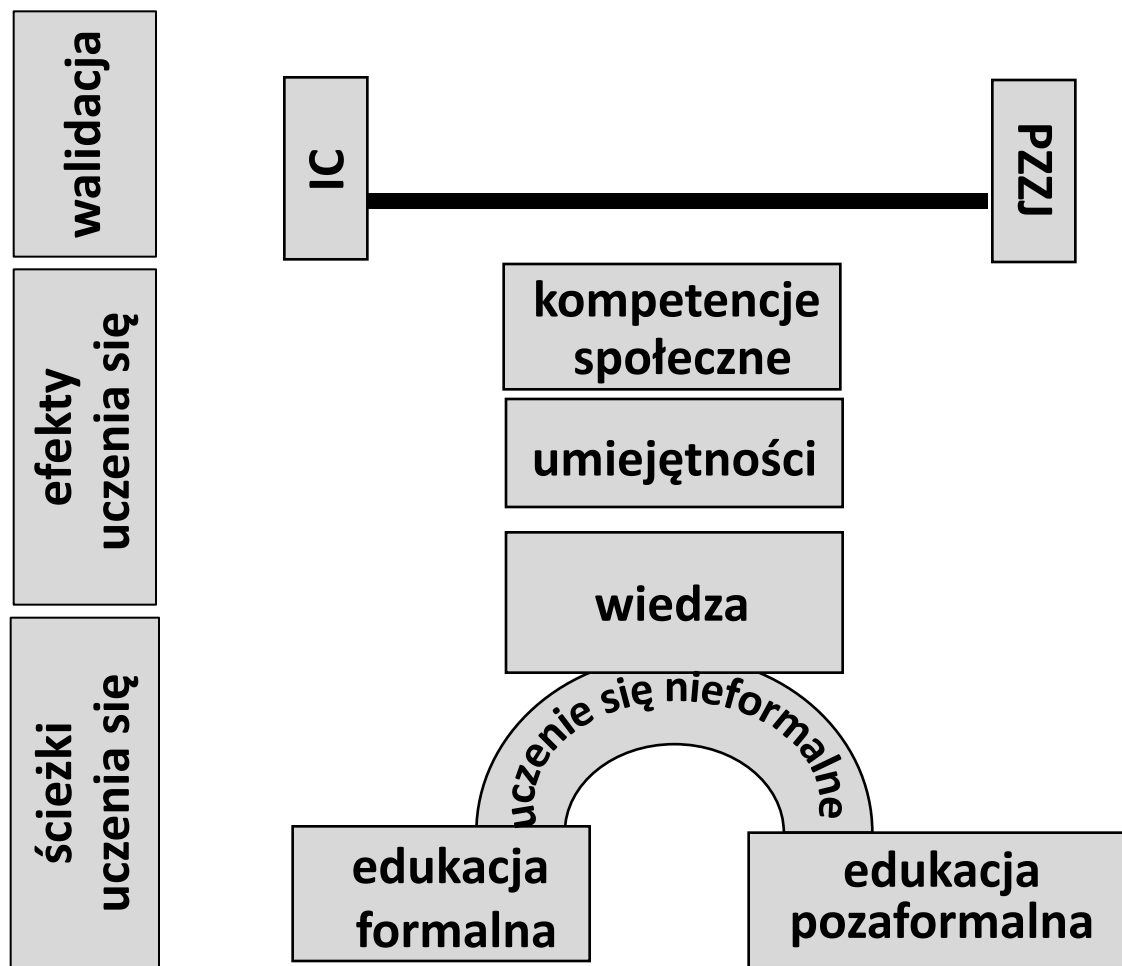 walidacja
IC
PZZJ
efekty
uczenia się
kompetencje
społeczne
umiejętności
wiedza
ścieżki
uczenia się
uczenie się nieformalne
edukacja
formalna
edukacja
pozaformalna